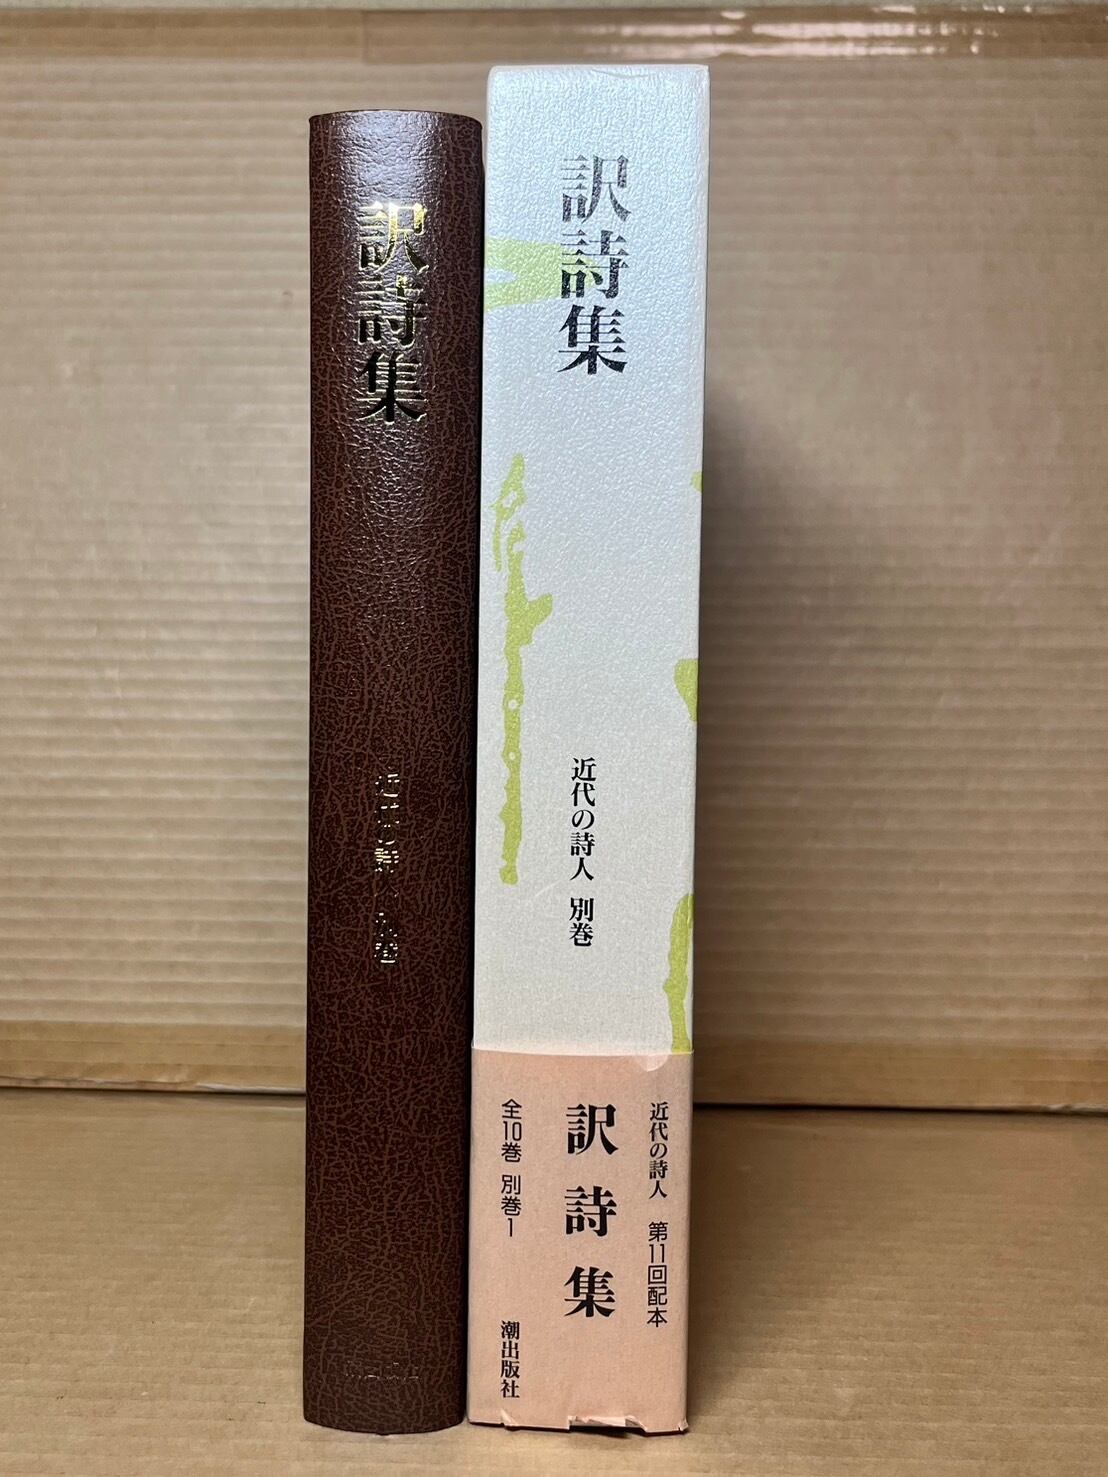 訳詩集
近代の詩人 別巻
訳詩集
近代の詩人 別巻
近代の詩人 第11回配本
訳詩集
全10巻 別巻1
潮出版社